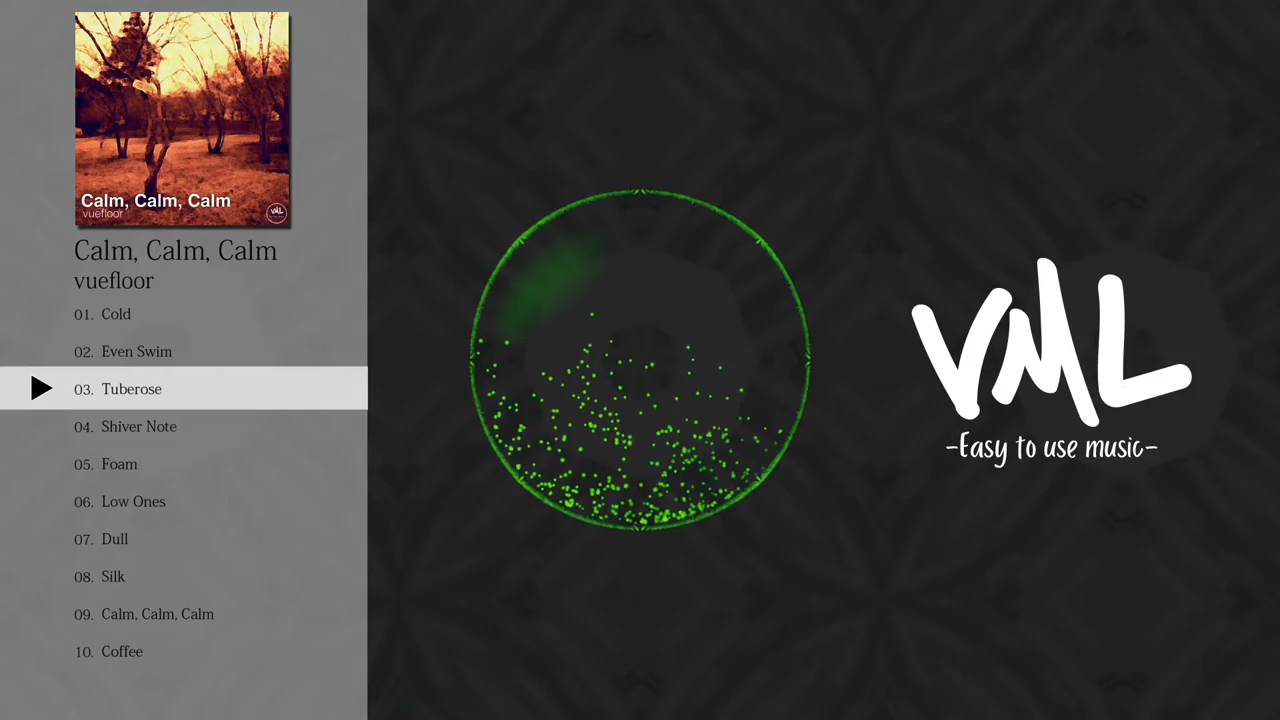 Calm, Calm, Calm
vuefloor
VML
Calm, Calm, Calm
vuefloor
01. Cold
02. Even Swim
03. Tuberose
04. Shiver Note
05. Foam
06. Low Ones
07. Dull
08. Silk
09. Calm, Calm, Calm
10. Coffee
VML
-Easy to use music-